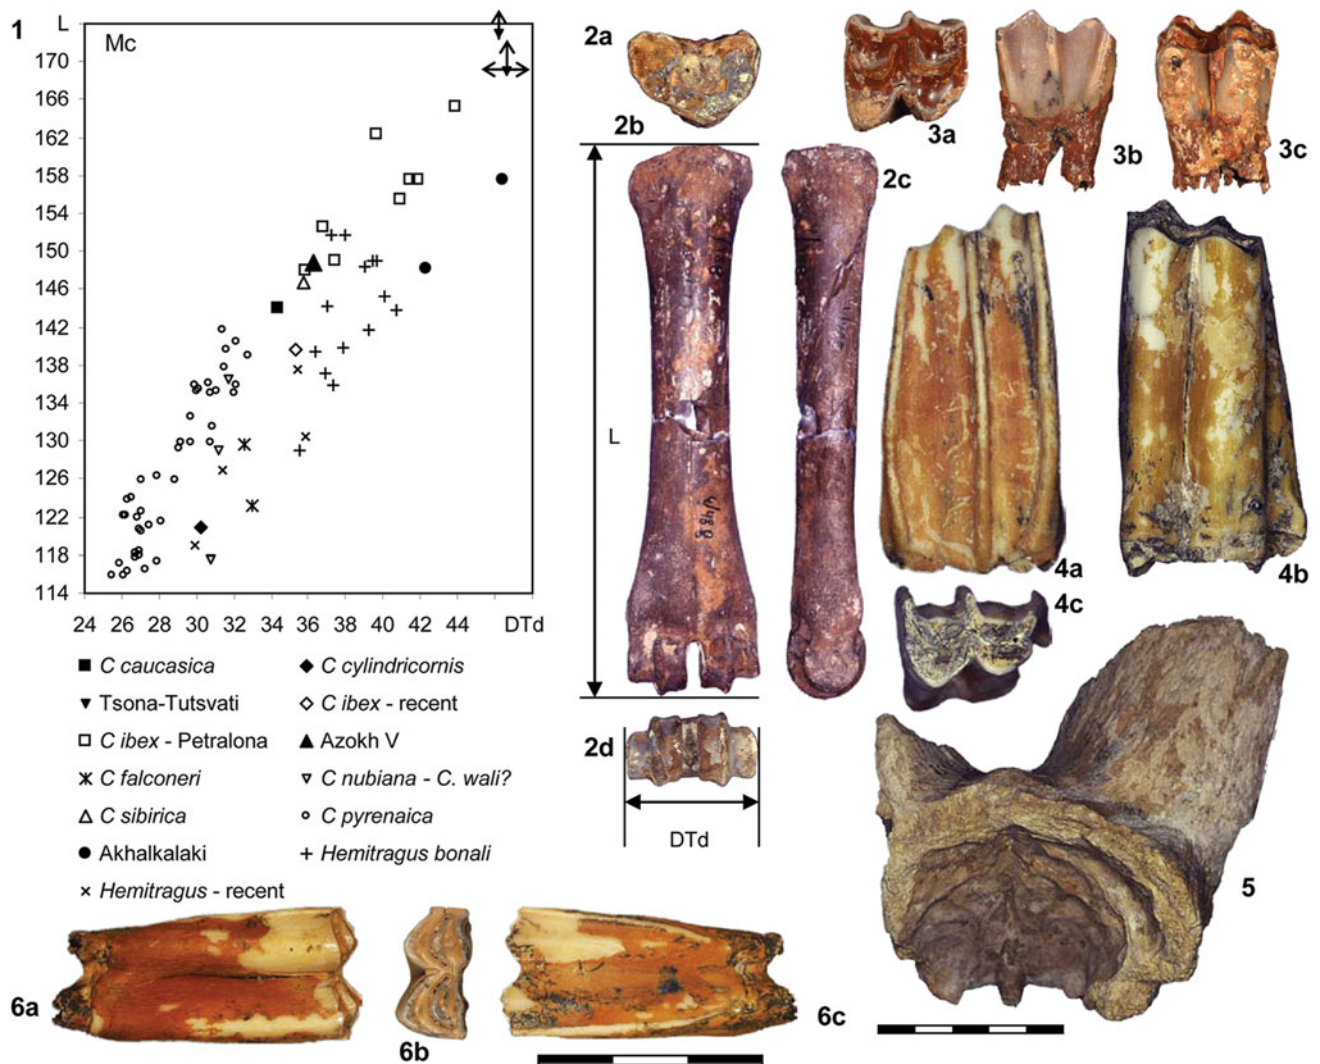 1
L
Mc
170
166
162
158
154
150
146
142
138
134
130
126
122
118
114
24 26 28 30 32 34 36 38 40 42 44 DTd
C caucasica
C cylindricornis
Tsona-Tutsvati
C ibex - recent
C ibex - Petralona
Azokh V
C falconeri
C nubiana - C. wali?
C sibirica
C pyrenaica
Akhalkalaki
Hemitragus bonali
Hemitragus - recent
2a
2b
2c
L
2d
DTd
3a
3b
3c
4a
4b
4c
5
6a
6b
6c